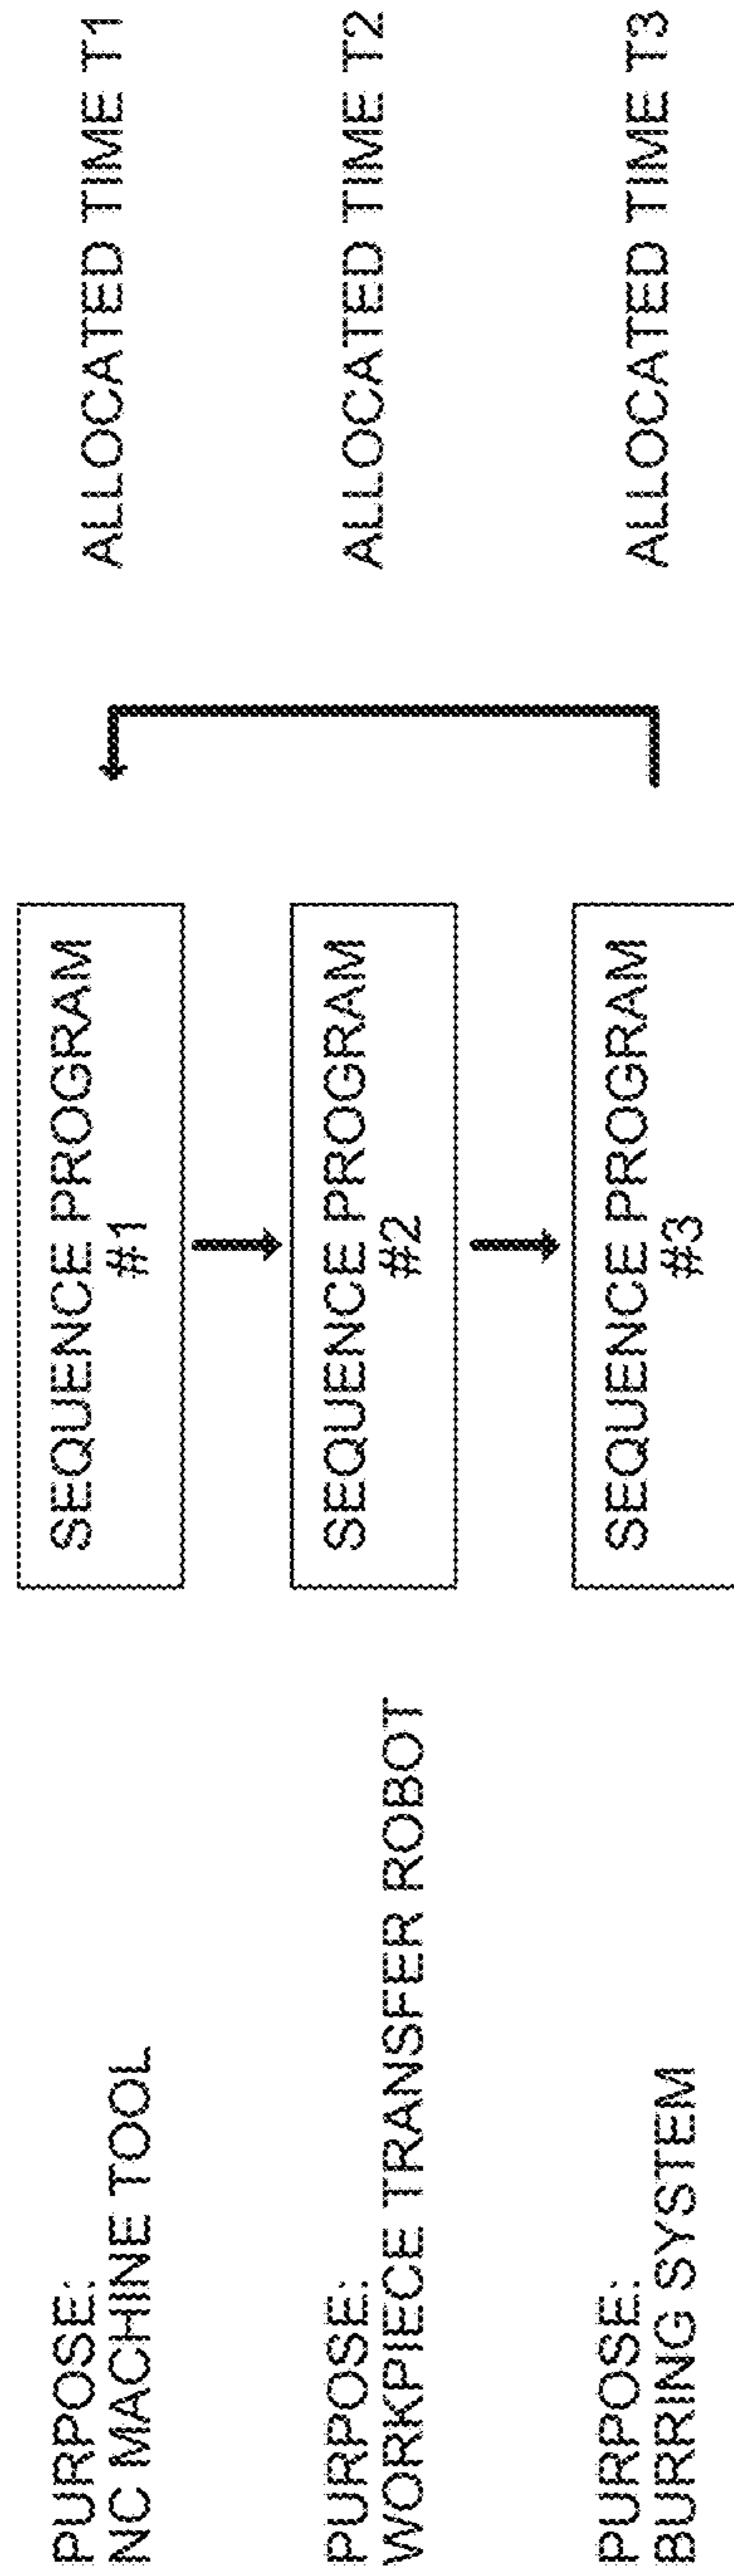 PURPOSE:
NC MACHINE TOOL
SEQUENCE PROGRAM
#1
ALLOCATED TIME T1
PURPOSE:
WORKPIECE TRANSFER ROBOT
SEQUENCE PROGRAM
#2
ALLOCATED TIME T2
PURPOSE:
BURRING SYSTEM
SEQUENCE PROGRAM
#3
ALLOCATED TIME T3